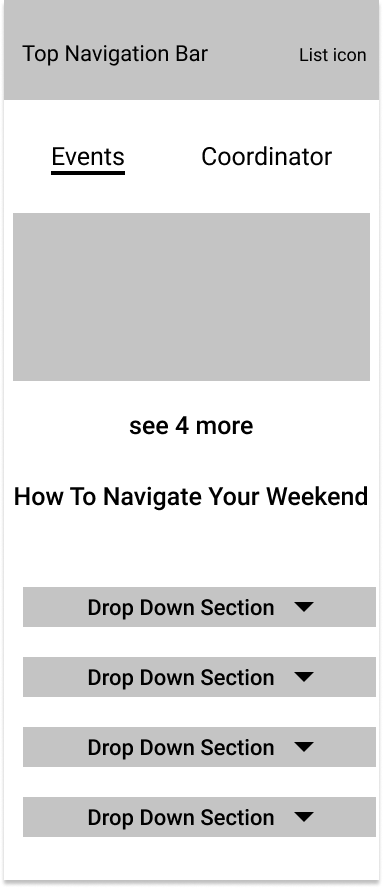 Top Navigation Bar List icon
Events Coordinator
see 4 more
How To Navigate Your Weekend
Drop Down Section
Drop Down Section
Drop Down Section
Drop Down Section